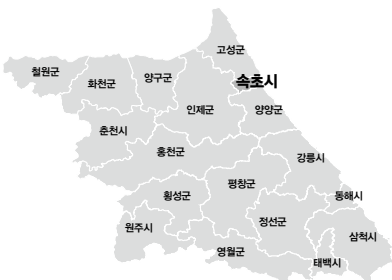 고성군
철원군
화천군
양구군
속초시
인제군
양양군
춘천시
홍천군
강릉시
횡성군
평창군
동해시
원주시
정선군
삼척시
영월군
태백시